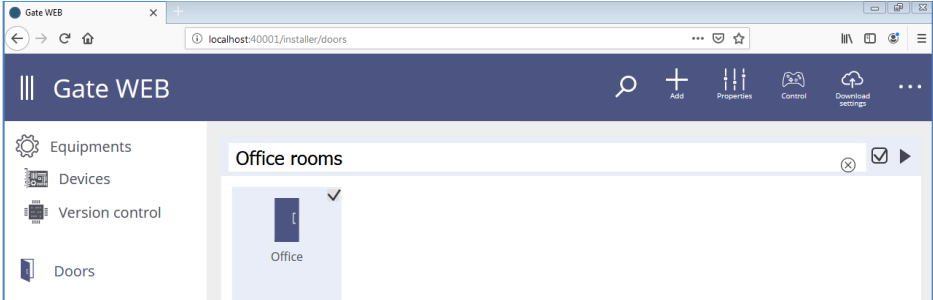 Gate WEB
localhost:40001/installer/doors
Gate WEB
Add
Properties
Control
Download
settings
Equipments
Devices
Version control
Doors
Office rooms
Office